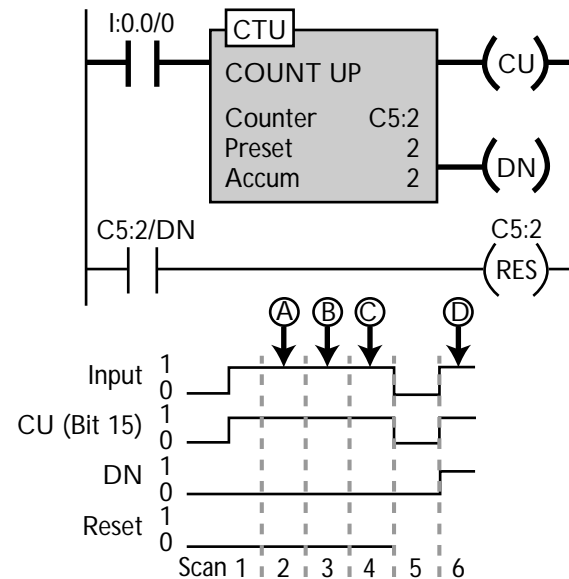 I:0.0/0
CTU
COUNT UP
CU
Counter C5:2
Preset 2
DN
Accum 2
C5:2/DN C5:2
RES
A B C D
Input 1
0
CU (Bit 15) 1
0
DN 1
0
Reset 1
0
Scan 1 2 3 4 5 6